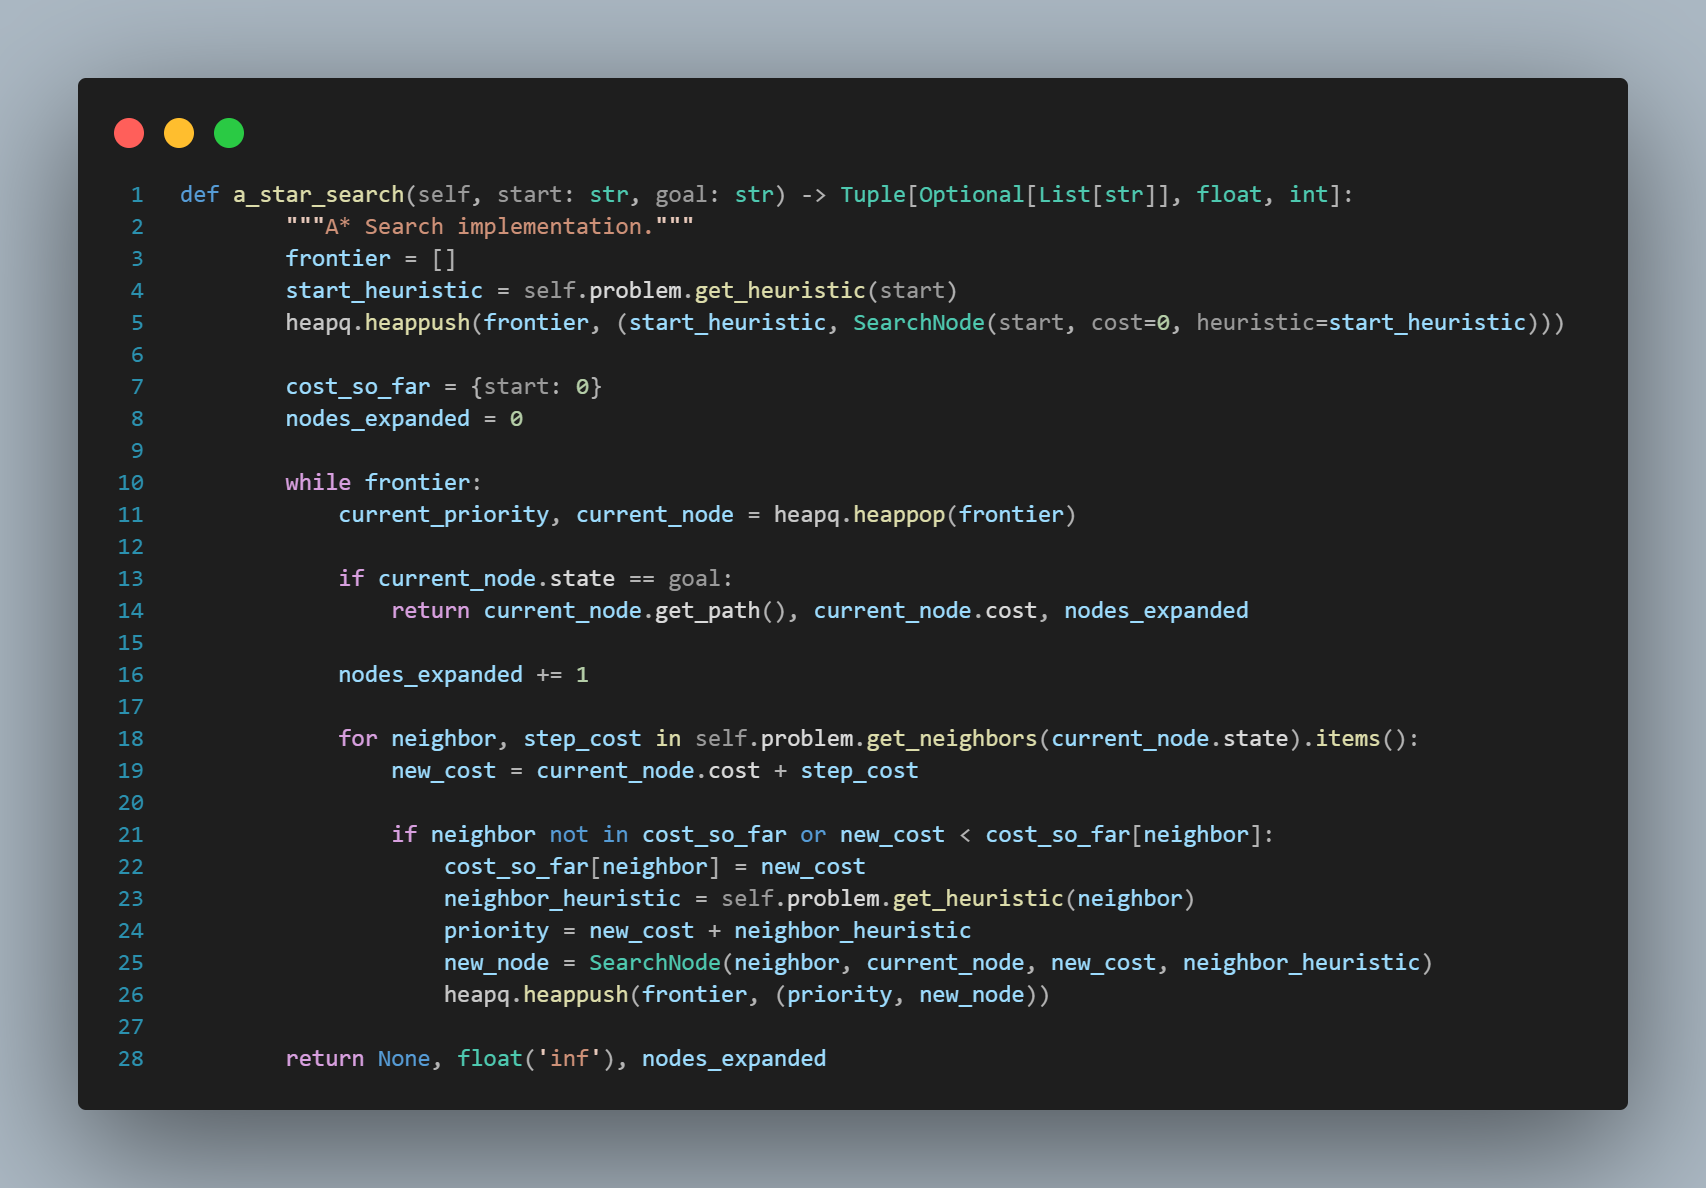 1 def a_star_search(self, start: str, goal: str) -> Tuple[Optional[List[str]], float, int]:
2 """A* Search implementation."""
3 frontier = []
4 start_heuristic = self.problem.get_heuristic(start)
5 heapq.heappush(frontier, (start_heuristic, SearchNode(start, cost=0, heuristic=start_heuristic)))
6
7 cost_so_far = {start: 0}
8 nodes_expanded = 0
9
10 while frontier:
11 current_priority, current_node = heapq.heappop(frontier)
12
13 if current_node.state == goal:
14 return current_node.get_path(), current_node.cost, nodes_expanded
15
16 nodes_expanded += 1
17
18 for neighbor, step_cost in self.problem.get_neighbors(current_node.state).items():
19 new_cost = current_node.cost + step_cost
20
21 if neighbor not in cost_so_far or new_cost < cost_so_far[neighbor]:
22 cost_so_far[neighbor] = new_cost
23 neighbor_heuristic = self.problem.get_heuristic(neighbor)
24 priority = new_cost + neighbor_heuristic
25 new_node = SearchNode(neighbor, current_node, new_cost, neighbor_heuristic)
26 heapq.heappush(frontier, (priority, new_node))
27
28 return None, float('inf'), nodes_expanded